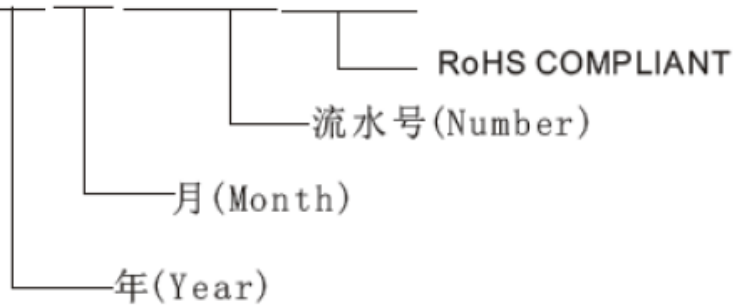 RoHS COMPLIANT
流水号(Number)
月(Month)
年(Year)